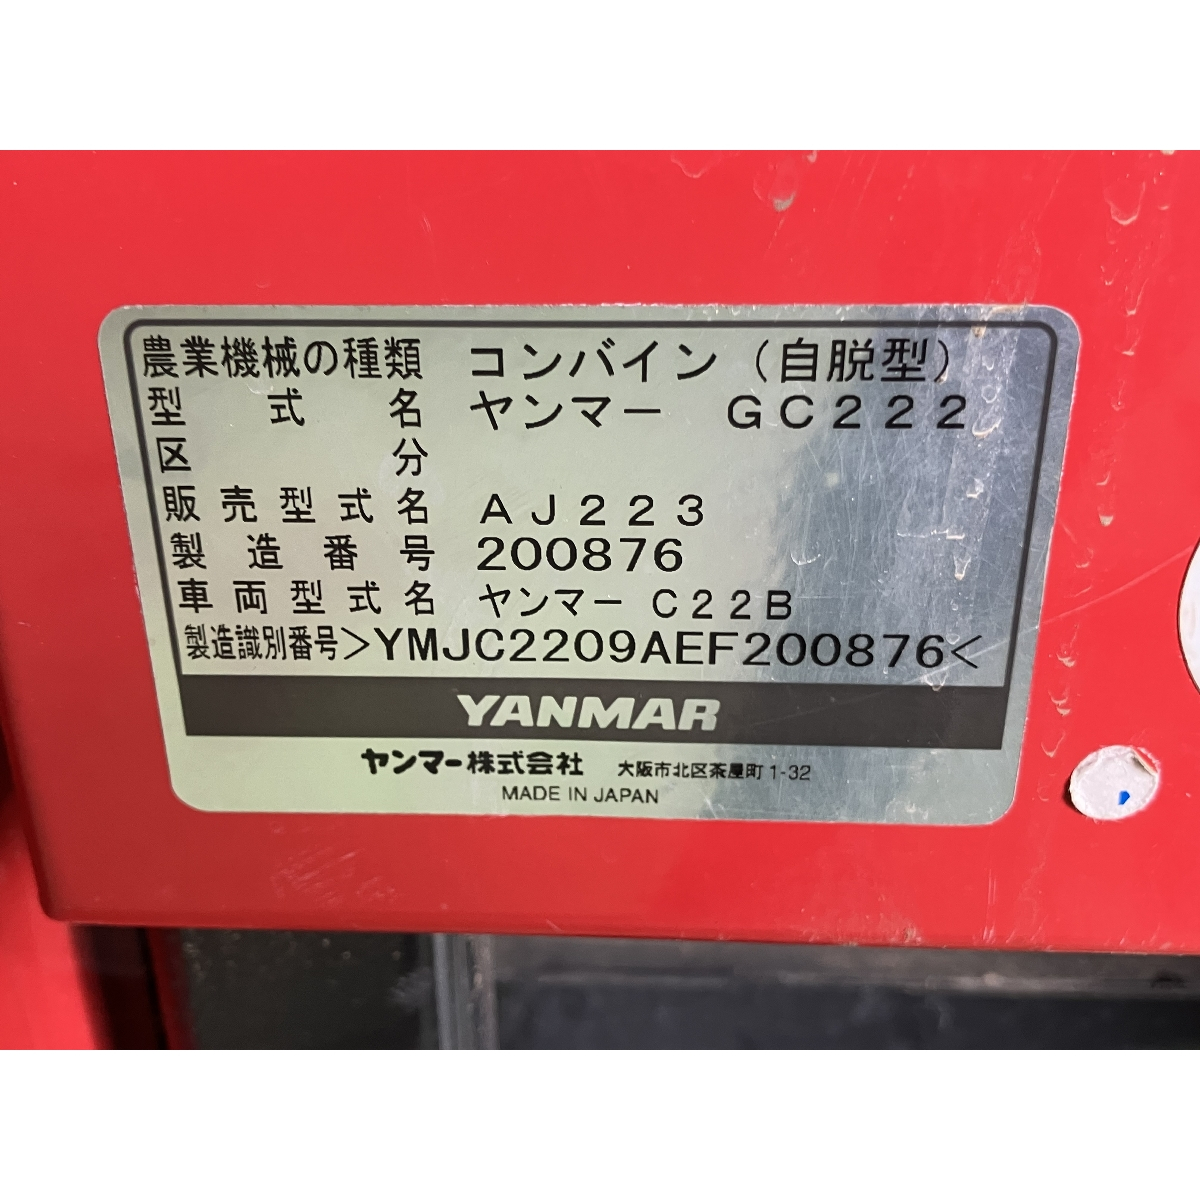 農業機械の種類 コンバイン(自脱型)
型式名 ヤンマー GC222
区分
販売型式名 AJ223
製造番号 200876
車両型式名 ヤンマー C22B
製造識別番号>YMJC2209AEF200876<
YANMAR
ヤンマー株式会社 大阪市北区茶屋町1-32
MADE IN JAPAN